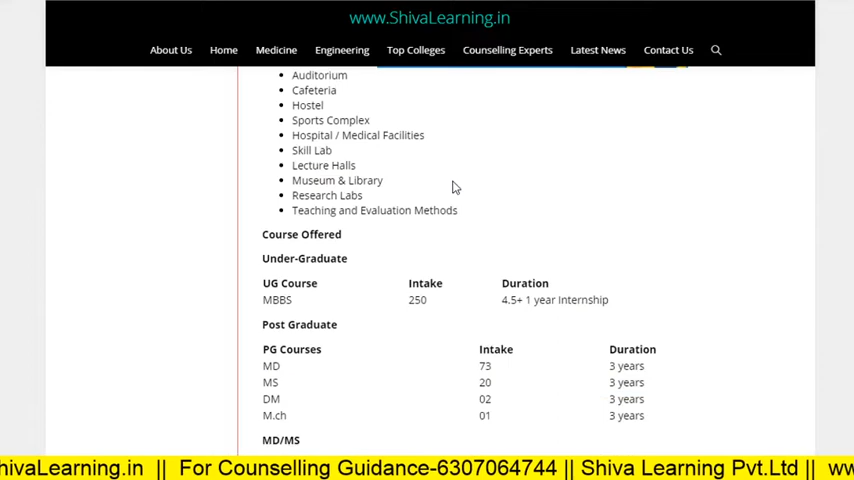 www.ShivaLearning.in
About Us Home Medicine Engineering Top Colleges Counselling Experts Latest News Contact Us
Auditorium
Cafeteria
Hostel
Sports Complex
Hospital / Medical Facilities
Skill Lab
Lecture Halls
Museum & Library
Research Labs
Teaching and Evaluation Methods
Course Offered
Under-Graduate
UG Course Intake Duration
MBBS 250 4.5+ 1 year Internship
Post Graduate
PG Courses Intake Duration
MD 73 3 years
MS 20 3 years
DM 02 3 years
M.ch 01 3 years
MD/MS
hivaLearning.in || For Counselling Guidance-6307064744 || Shiva Learning Pvt.Ltd || ww